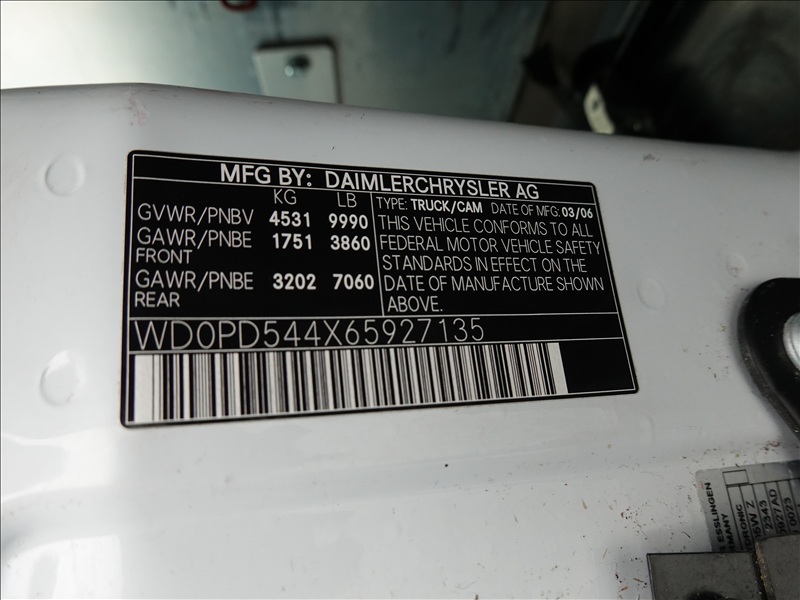 MFG BY: DAIMLERCHRYSLER AG
KG LB
GVWR/PNBV 4531 9990
GAWR/PNBE 1751 3860
FRONT
GAWR/PNBE 3202 7060
REAR
TYPE: TRUCK/CAM DATE OF MFG: 03/06
THIS VEHICLE CONFORMS TO ALL
FEDERAL MOTOR VEHICLE SAFETY
STANDARDS IN EFFECT ON THE
DATE OF MANUFACTURE SHOWN
ABOVE.
WD0PD544X65927135
ESSLINGEN